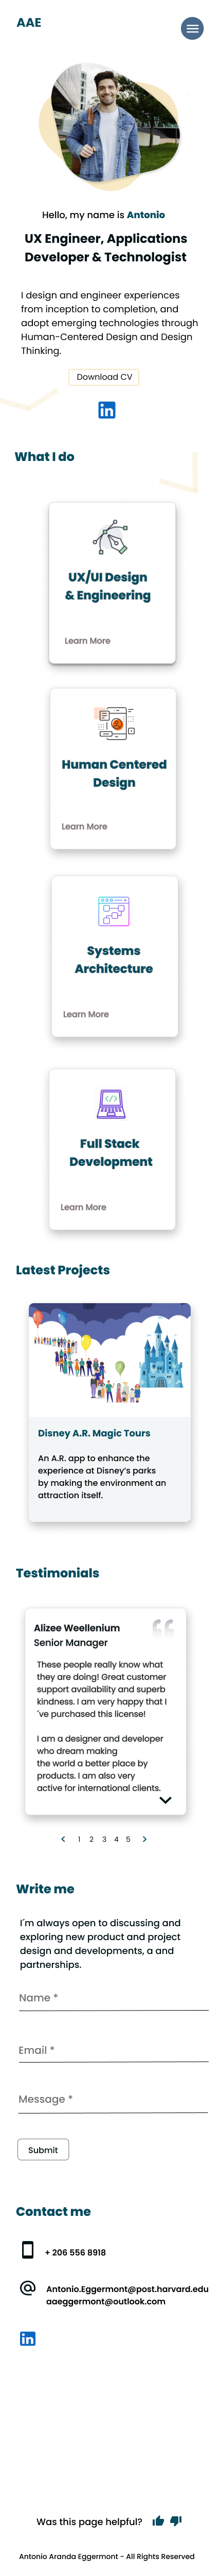 AAE
Hello, my name is Antonio
UX Engineer, Applications
Developer & Technologist
I design and engineer experiences
from inception to completion, and
adopt emerging technologies through
Human-Centered Design and Design
Thinking.
Download CV
in
What I do
UX/UI Design
& Engineering
Learn More
Human Centered
Design
Learn More
Systems
Architecture
Learn More
Full Stack
Development
Learn More
Latest Projects
Disney A.R. Magic Tours
An A.R. app to enhance the
experience at Disney's parks
by making the environment an
attraction itself.
Testimonials
Alizee Weellenium
Senior Manager
These people really know what
they are doing! Great customer
support availability and superb
kindness. I am very happy that I
´ve purchased this license!
I am a designer and developer
who dream making
the world a better place by
products. I am also very
active for international clients.
1 2 3 4 5
Write me
I´m always open to discussing and
exploring new product and project
design and developments, a and
partnerships.
Name *
Email *
Message *
Submit
Contact me
+ 206 556 8918
Antonio.Eggermont@post.harvard.edu
aaeggermont@outlook.com
in
Was this page helpful?
Antonio Aranda Eggermont - All Rights Reserved